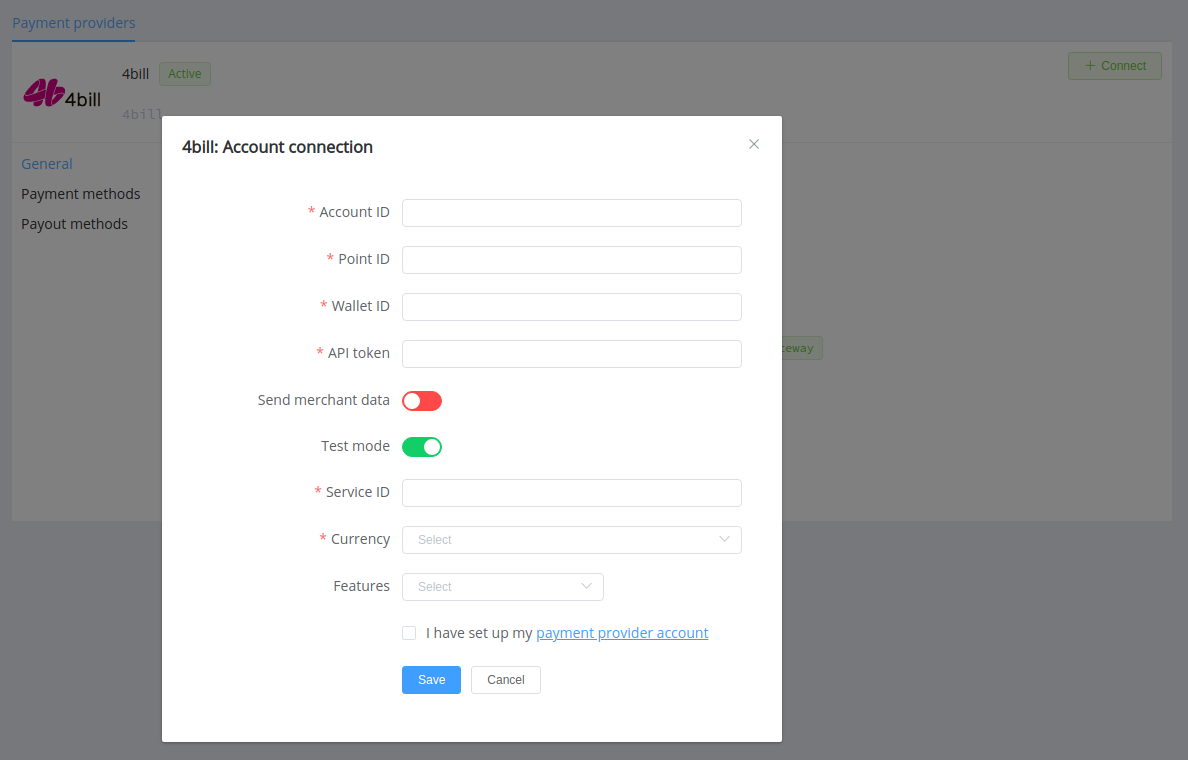 Payment providers
4bill Active
+ Connect
4bill
4bill
General
Payment methods
Payout methods
4bill: Account connection
* Account ID
* Point ID
* Wallet ID
* API token
Send merchant data
Test mode
* Service ID
* Currency Select
Features Select
I have set up my payment provider account
Save Cancel